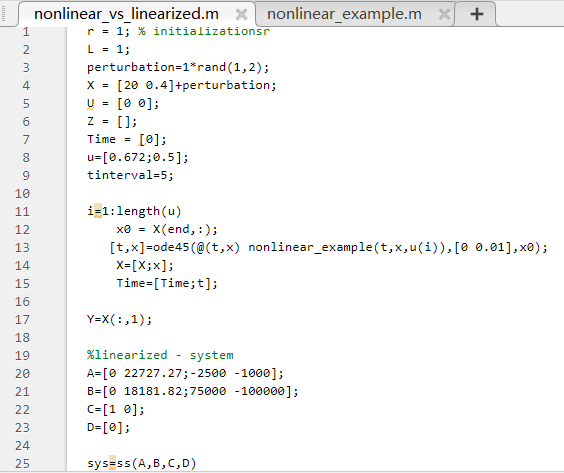 nonlinear_vs_linearized.m × nonlinear_example.m × +
1 r = 1; % initializationsr
2 L = 1;
3 perturbation=1*rand(1,2);
4 X = [20 0.4]+perturbation;
5 U = [0 0];
6 Z = [];
7 Time = [0];
8 u=[0.672;0.5];
9 tinterval=5;
10
11 i=1:length(u)
12 x0 = X(end,:);
13 [t,x]=ode45(@(t,x) nonlinear_example(t,x,u(i)),[0 0.01],x0);
14 X=[X;x];
15 Time=[Time;t];
16
17 Y=X(:,1);
18
19 %linearized - system
20 A=[0 22727.27;-2500 -1000];
21 B=[0 18181.82;75000 -100000];
22 C=[1 0];
23 D=[0];
24
25 sys=ss(A,B,C,D)